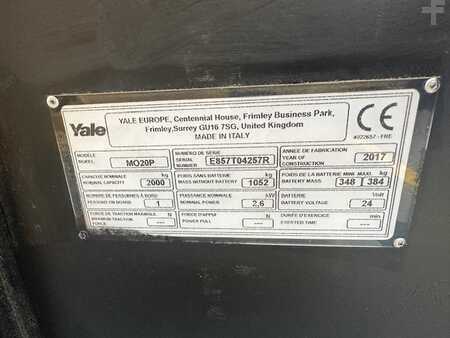 Yale
YALE EUROPE, Centennial House, Frimley Business Park,
Frimley, Surrey GU16 7SG, United Kingdom
MADE IN ITALY
CE
4022657 - FRE
MODELE
MODEL
MO20P
NUMERO DE SERIE
SERIAL NUMBER
E857T04257R
ANNEE DE FABRICATION
YEAR OF CONSTRUCTION
2017
CAPACITE NOMINALE
NOMINAL CAPACITY
kg
2000
POIDS SANS BATTERIE
MASS WITHOUT BATTERY
kg
1052
POIDS DE LA BATTERIE MINI MAXI
BATTERY MASS
kg
348 384
NOMBRE DE PERSONNES À BORD
PERSONS ON BOARD
1
PUISSANCE NOMINALE
NOMINAL POWER
kW
2,6
BATTERIE
BATTERY VOLTAGE
Volt
24
FORCE DE TRACTION MAXIMALE
FORCE
N
---
FORCE D'APPUI
POWER PULL
N
---
DURÉE D'EXERCICE
EXERTED TIME
min
---
F